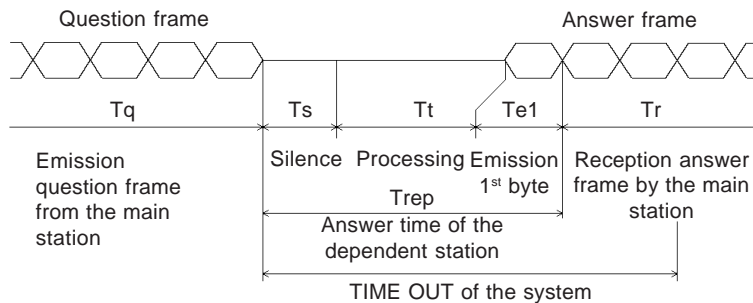 Question frame
Answer frame
Tq
Ts
Tt
Te1
Tr
Emission
question frame
from the main
station
Silence
Processing
Emission
1st byte
Reception answer
frame by the main
station
Trep
Answer time of the
dependent station
TIME OUT of the system